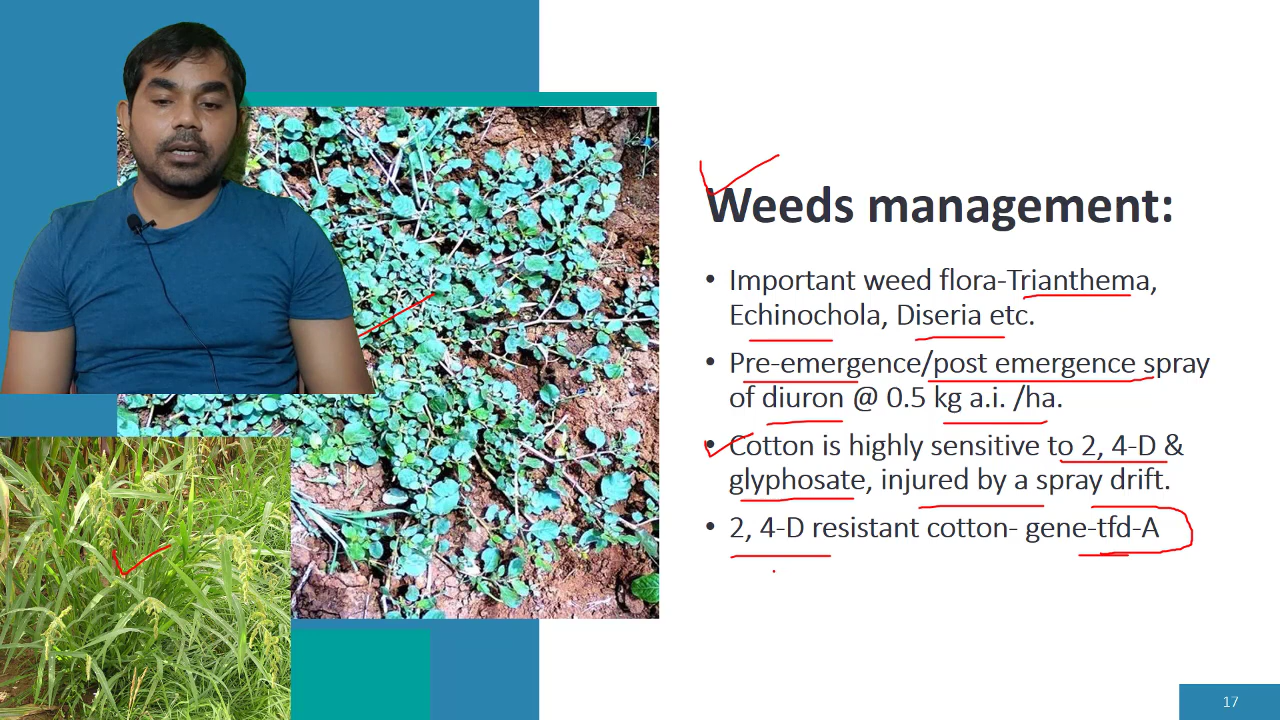 Weeds management:
• Important weed flora-Trianthema,
Echinochola, Diseria etc.
• Pre-emergence/post emergence spray
of diuron @ 0.5 kg a.i. /ha.
• Cotton is highly sensitive to 2, 4-D &
glyphosate, injured by a spray drift.
• 2, 4-D resistant cotton- gene-tfd-A
17